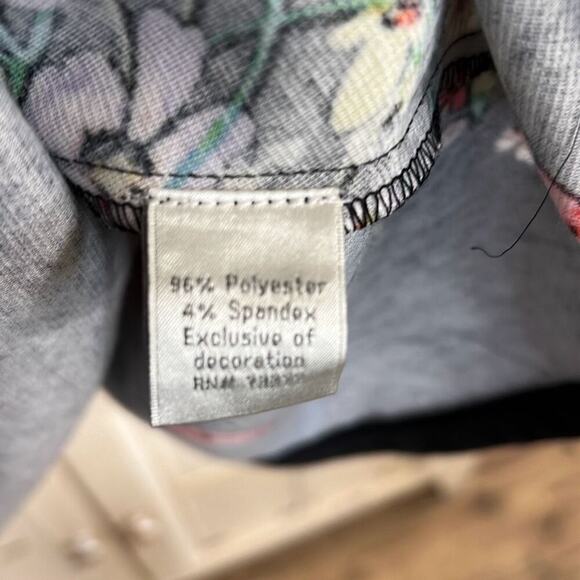 96% Polyester
4% Spandex
Exclusive of
decoration
RN#